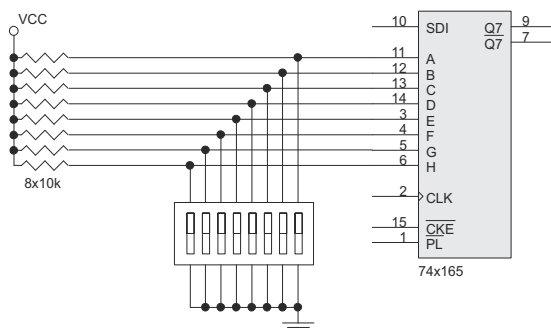 VCC
8x10k
10 SDI Q7 9
Q7 7
11 A
12 B
13 C
14 D
3 E
4 F
5 G
6 H
2 CLK
15 CKE
1 PL
74x165